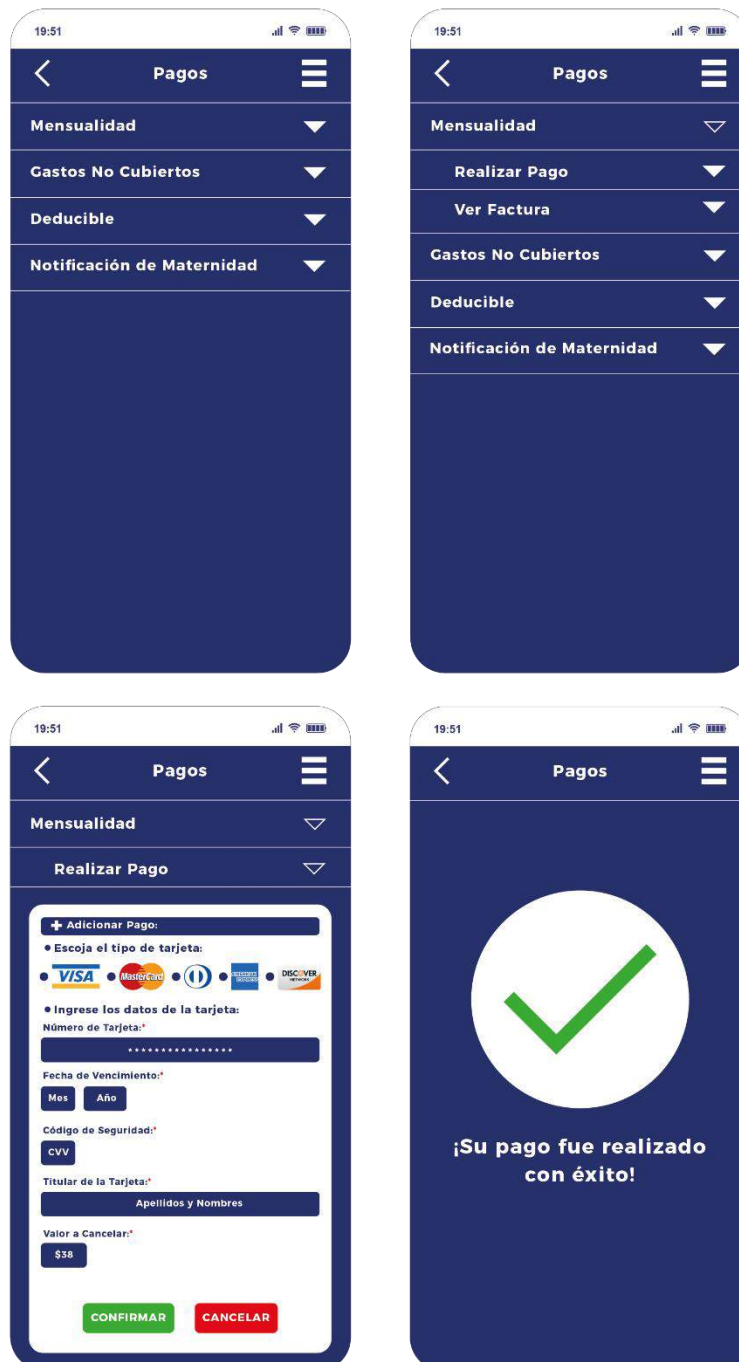 19:51
Pagos
Mensualidad
Gastos No Cubiertos
Deducible
Notificación de Maternidad
19:51
Pagos
Mensualidad
Realizar Pago
Ver Factura
Gastos No Cubiertos
Deducible
Notificación de Maternidad
19:51
Pagos
Mensualidad
Realizar Pago
+ Adicionar Pago:
• Escoja el tipo de tarjeta:
VISA MasterCard AMERICAN EXPRESS DISCOVER
NETWORK
• Ingrese los datos de la tarjeta:
Número de Tarjeta:*
****************
Fecha de Vencimiento:*
Mes Año
Código de Seguridad:*
CVV
Titular de la Tarjeta:*
Apellidos y Nombres
Valor a Cancelar:*
$38
CONFIRMAR CANCELAR
19:51
Pagos
¡Su pago fue realizado
con éxito!